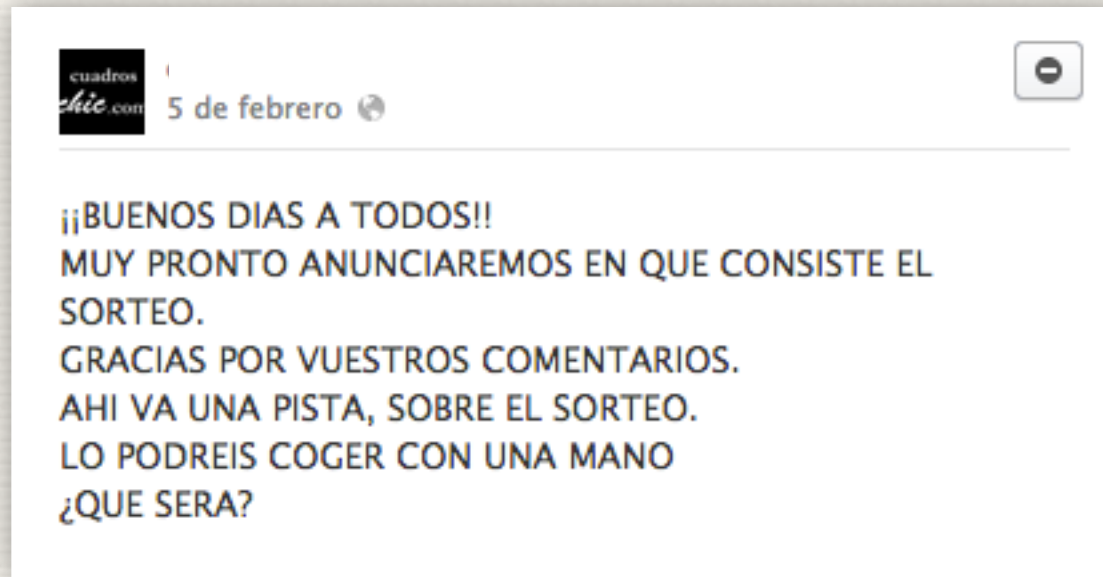 cuadros
chic.com
5 de febrero
¡¡BUENOS DIAS A TODOS!!
MUY PRONTO ANUNCIAREMOS EN QUE CONSISTE EL
SORTEO.
GRACIAS POR VUESTROS COMENTARIOS.
AHI VA UNA PISTA, SOBRE EL SORTEO.
LO PODREIS COGER CON UNA MANO
¿QUE SERA?